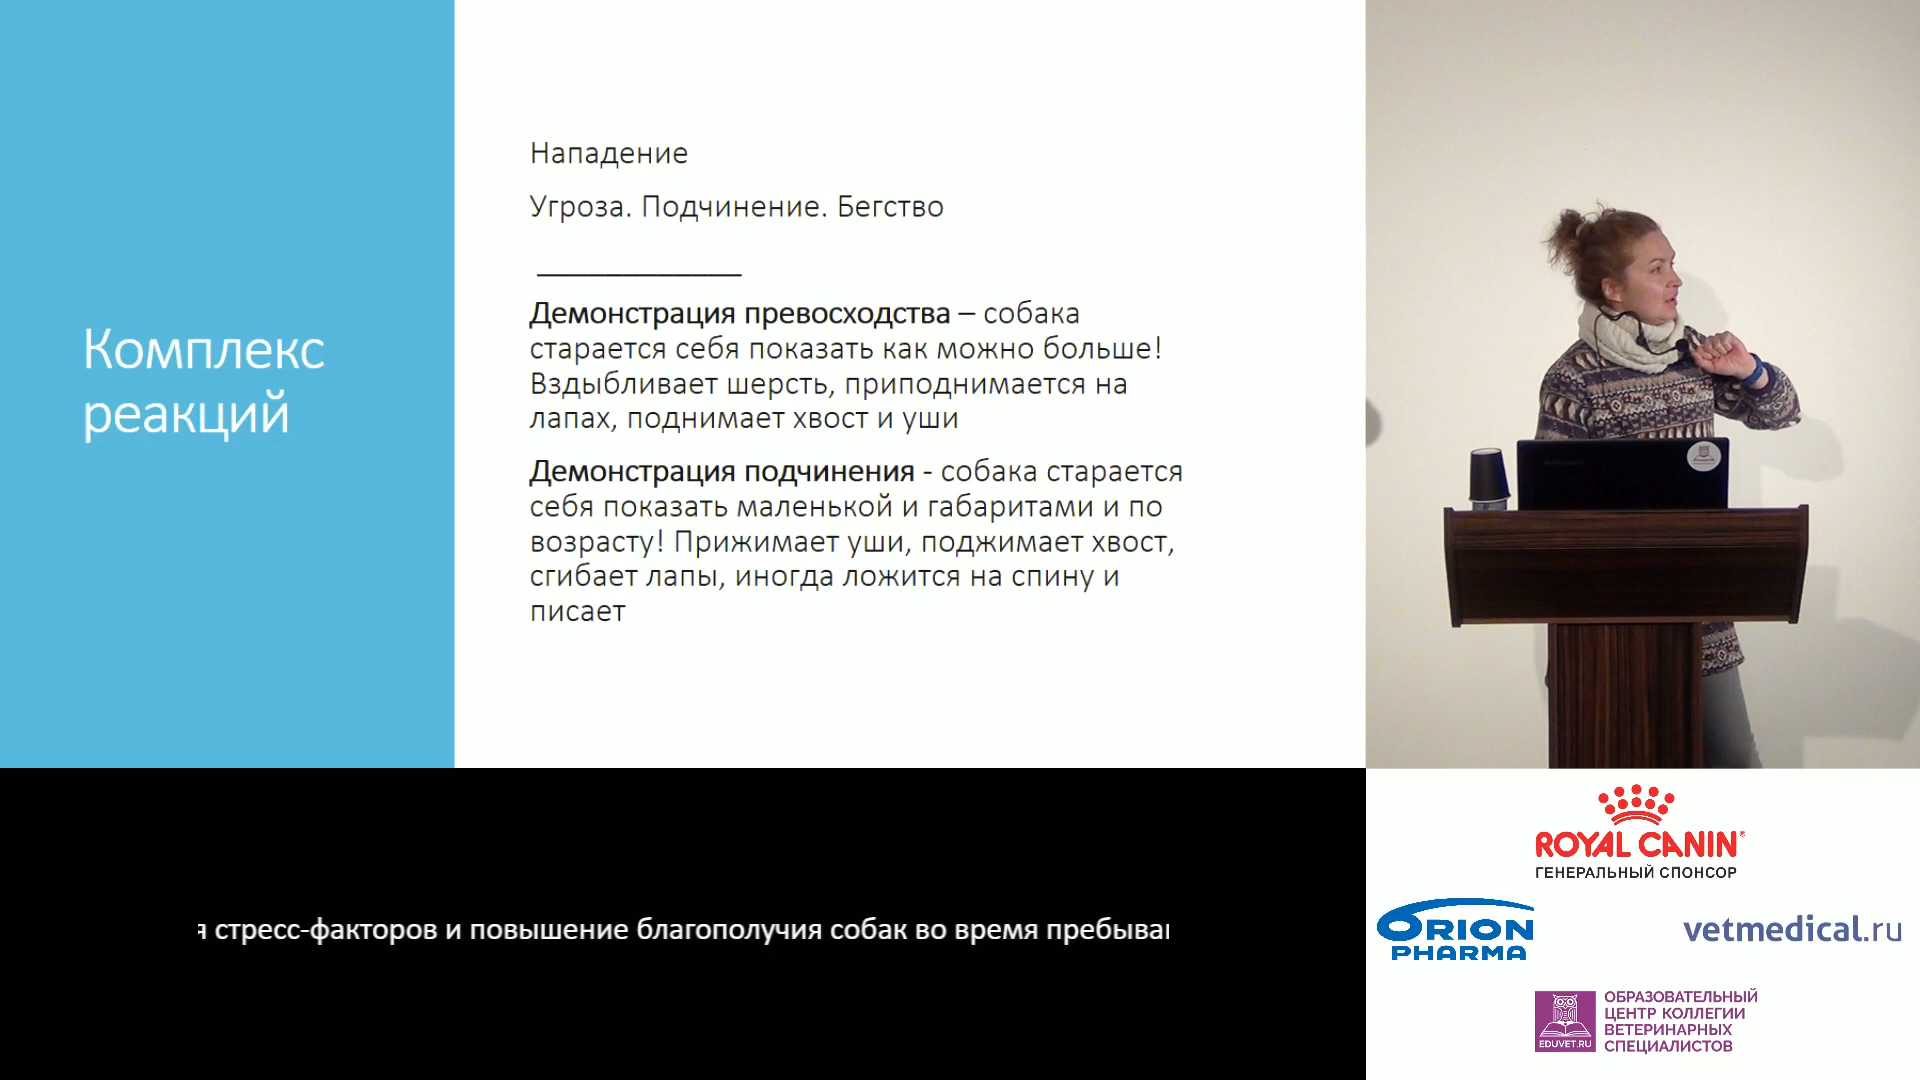 Комплекс
реакций
Нападение
Угроза. Подчинение. Бегство
____________
Демонстрация превосходства – собака
старается себя показать как можно больше!
Вздыбливает шерсть, приподнимается на
лапах, поднимает хвост и уши
Демонстрация подчинения - собака старается
себя показать маленькой и габаритами и по
возрасту! Прижимает уши, поджимает хвост,
сгибает лапы, иногда ложится на спину и
писает
я стресс-факторов и повышение благополучия собак во время
ROYAL CANIN
ГЕНЕРАЛЬНЫЙ СПОНСОР
ORION
PHARMA
vetmedical.ru
EDUVET.RU
ОБРАЗОВАТЕЛЬНЫЙ
ЦЕНТР КОЛЛЕГИИ
ВЕТЕРИНАРНЫХ
СПЕЦИАЛИСТОВ